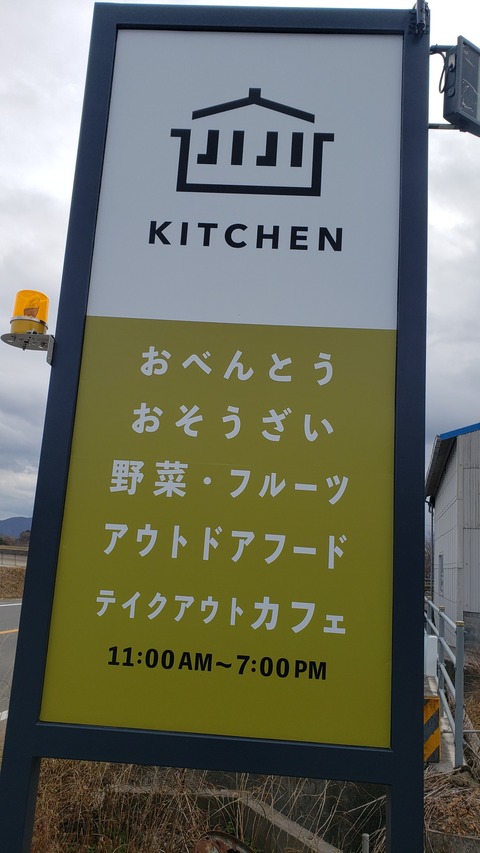 KITCHEN
おべんとう
おそうざい
野菜・フルーツ
アウトドアフード
テイクアウトカフェ
11:00AM～7:00PM